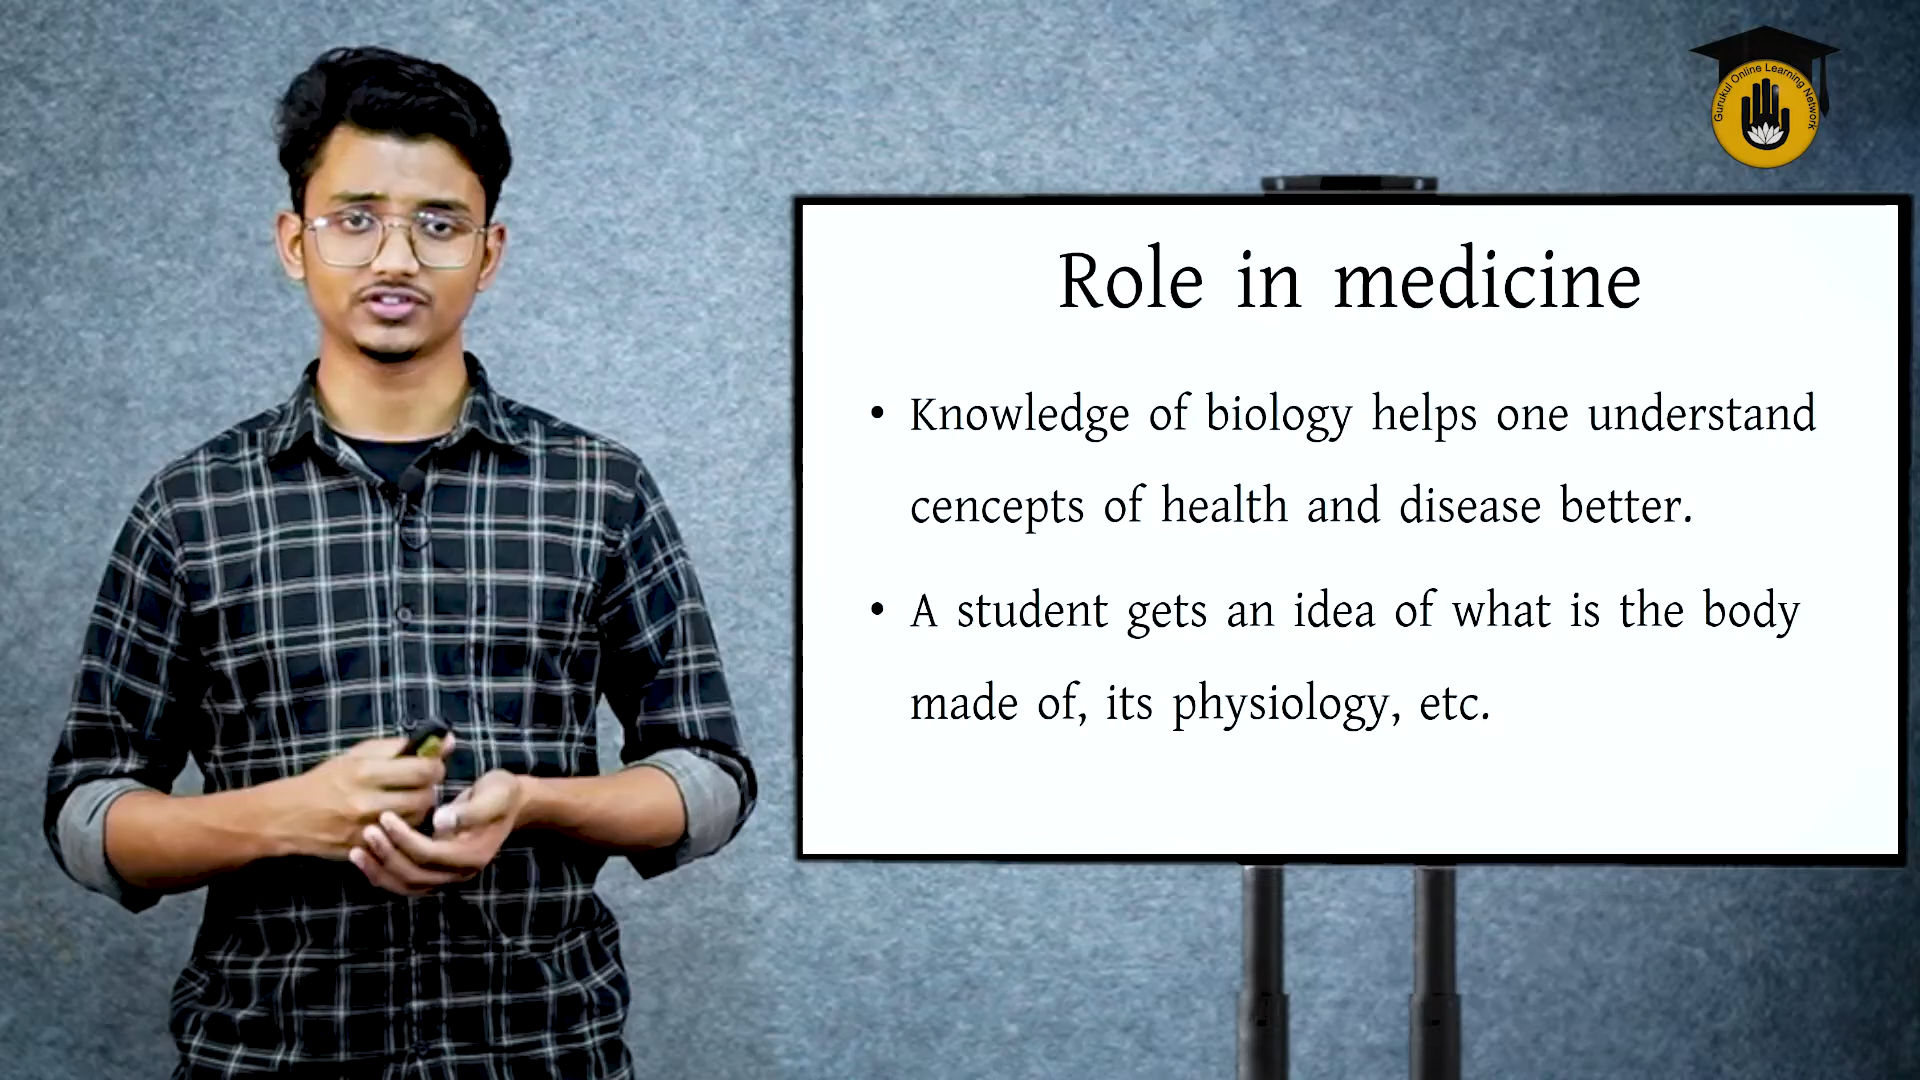 Gurukul Online Learning Network
Role in medicine
• Knowledge of biology helps one understand
cencepts of health and disease better.
• A student gets an idea of what is the body
made of, its physiology, etc.